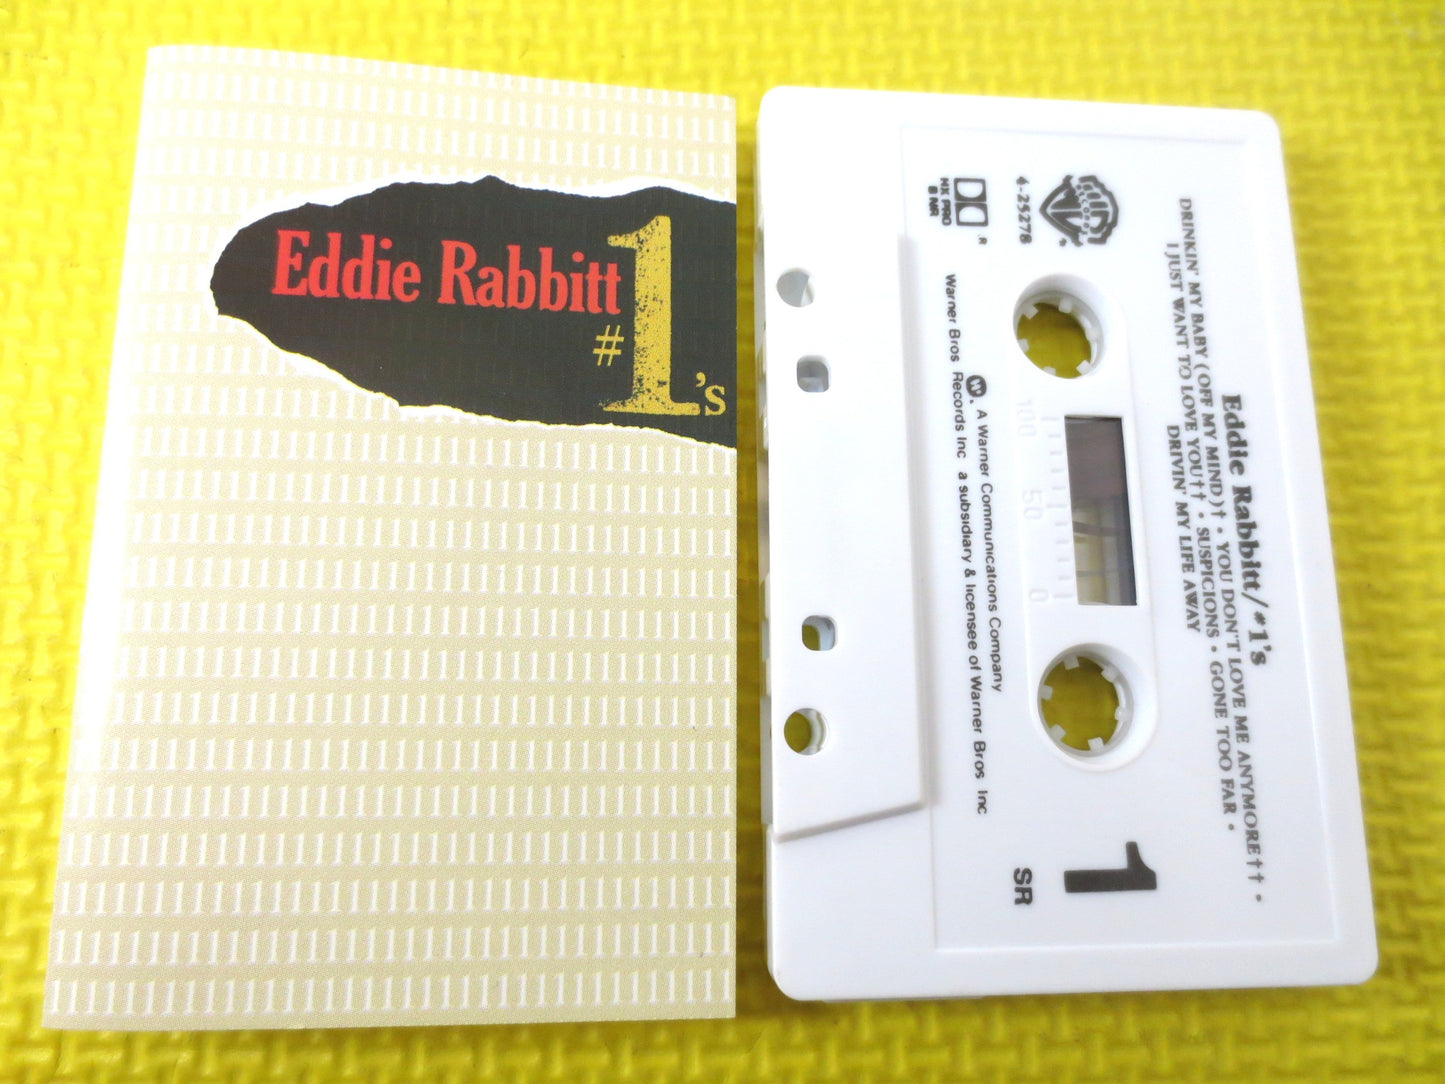 Eddie Rabbitt
#1's
Eddie Rabbitt/#1's
DRINKIN' MY BABY (OFF MY MIND)† • YOU DON'T LOVE ME ANYMORE†† •
I JUST WANT TO LOVE YOU†† • SUSPICIONS • GONE TOO FAR •
DRIVIN' MY LIFE AWAY
RECORDS
4-25278
HX PRO
B NR
R
100 50 0
1
SR
A Warner Communications Company
Warner Bros Records Inc a subsidiary & licensee of Warner Bros Inc